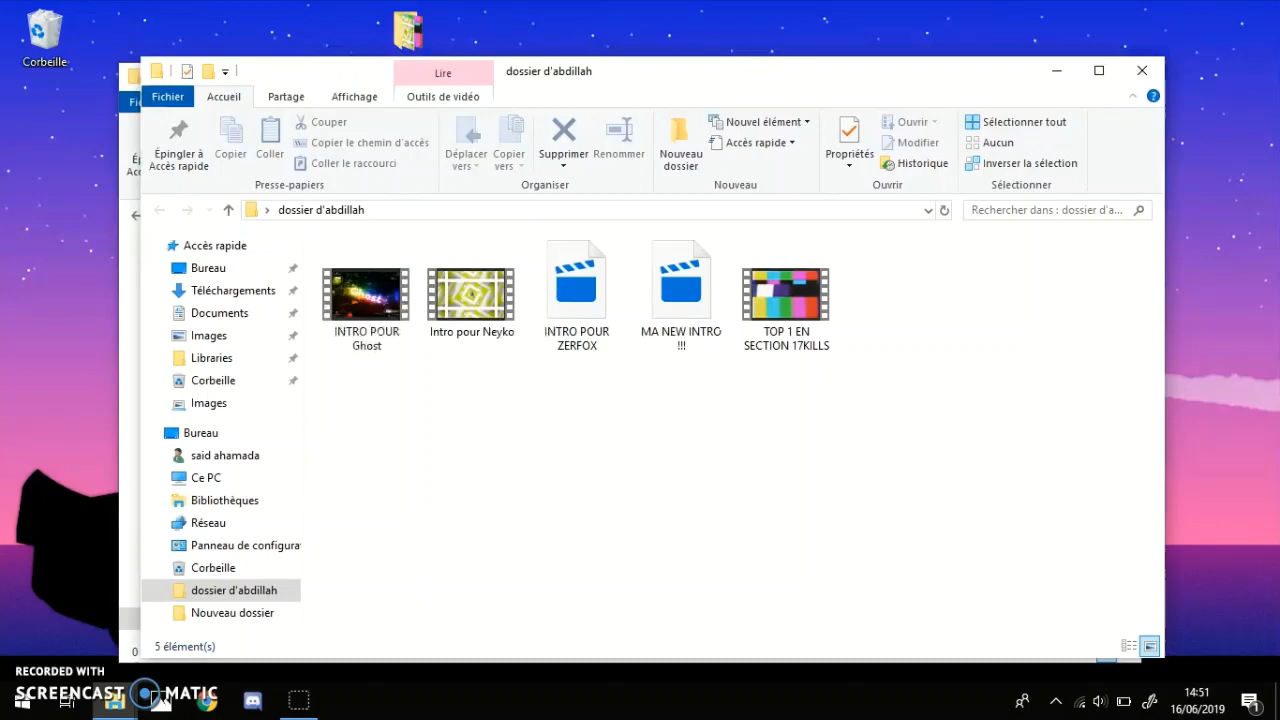 Corbeille
Lire
dossier d'abdillah
Fichier
Accueil
Partage
Affichage
Outils de vidéo
Épingler à
Accès rapide
Copier
Coller
Couper
Copier le chemin d'accès
Coller le raccourci
Presse-papiers
Déplacer
vers
Copier
vers
Supprimer
Renommer
Organiser
Nouveau
dossier
Nouvel élément
Accès rapide
Nouveau
Propriétés
Ouvrir
Modifier
Historique
Ouvrir
Sélectionner tout
Aucun
Inverser la sélection
Sélectionner
dossier d'abdillah
Rechercher dans : dossier d'a...
Accès rapide
Bureau
Téléchargements
Documents
Images
Libraries
Corbeille
Images
Bureau
said ahamada
Ce PC
Bibliothèques
Réseau
Panneau de configura
Corbeille
dossier d'abdillah
Nouveau dossier
INTRO POUR
Ghost
Intro pour Neyko
INTRO POUR
ZERFOX
MA NEW INTRO
!!!
TOP 1 EN
SECTION 17KILLS
5 élément(s)
RECORDED WITH
SCREENCAST MATIC
14:51
16/06/2019